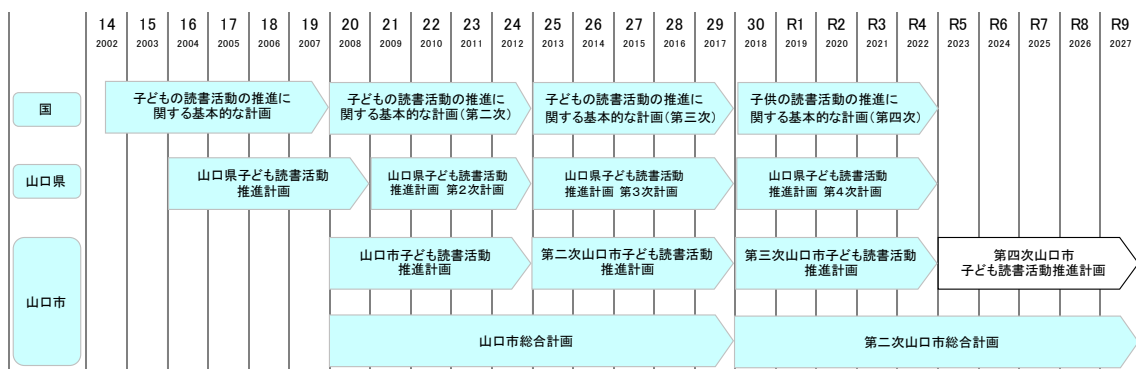 14 15 16 17 18 19 20 21 22 23 24 25 26 27 28 29 30 R1 R2 R3 R4 R5 R6 R7 R8 R9
2002 2003 2004 2005 2006 2007 2008 2009 2010 2011 2012 2013 2014 2015 2016 2017 2018 2019 2020 2021 2022 2023 2024 2025 2026 2027
国
子どもの読書活動の推進に
関する基本的な計画
子どもの読書活動の推進に
関する基本的な計画(第二次)
子どもの読書活動の推進に
関する基本的な計画(第三次)
子供の読書活動の推進に
関する基本的な計画(第四次)
山口県
山口県子ども読書活動
推進計画
山口県子ども読書活動
推進計画 第2次計画
山口県子ども読書活動
推進計画 第3次計画
山口県子ども読書活動
推進計画 第4次計画
山口市
山口市子ども読書活動
推進計画
第二次山口市子ども読書活動
推進計画
第三次山口市子ども読書活動
推進計画
第四次山口市
子ども読書活動推進計画
山口市総合計画
第二次山口市総合計画